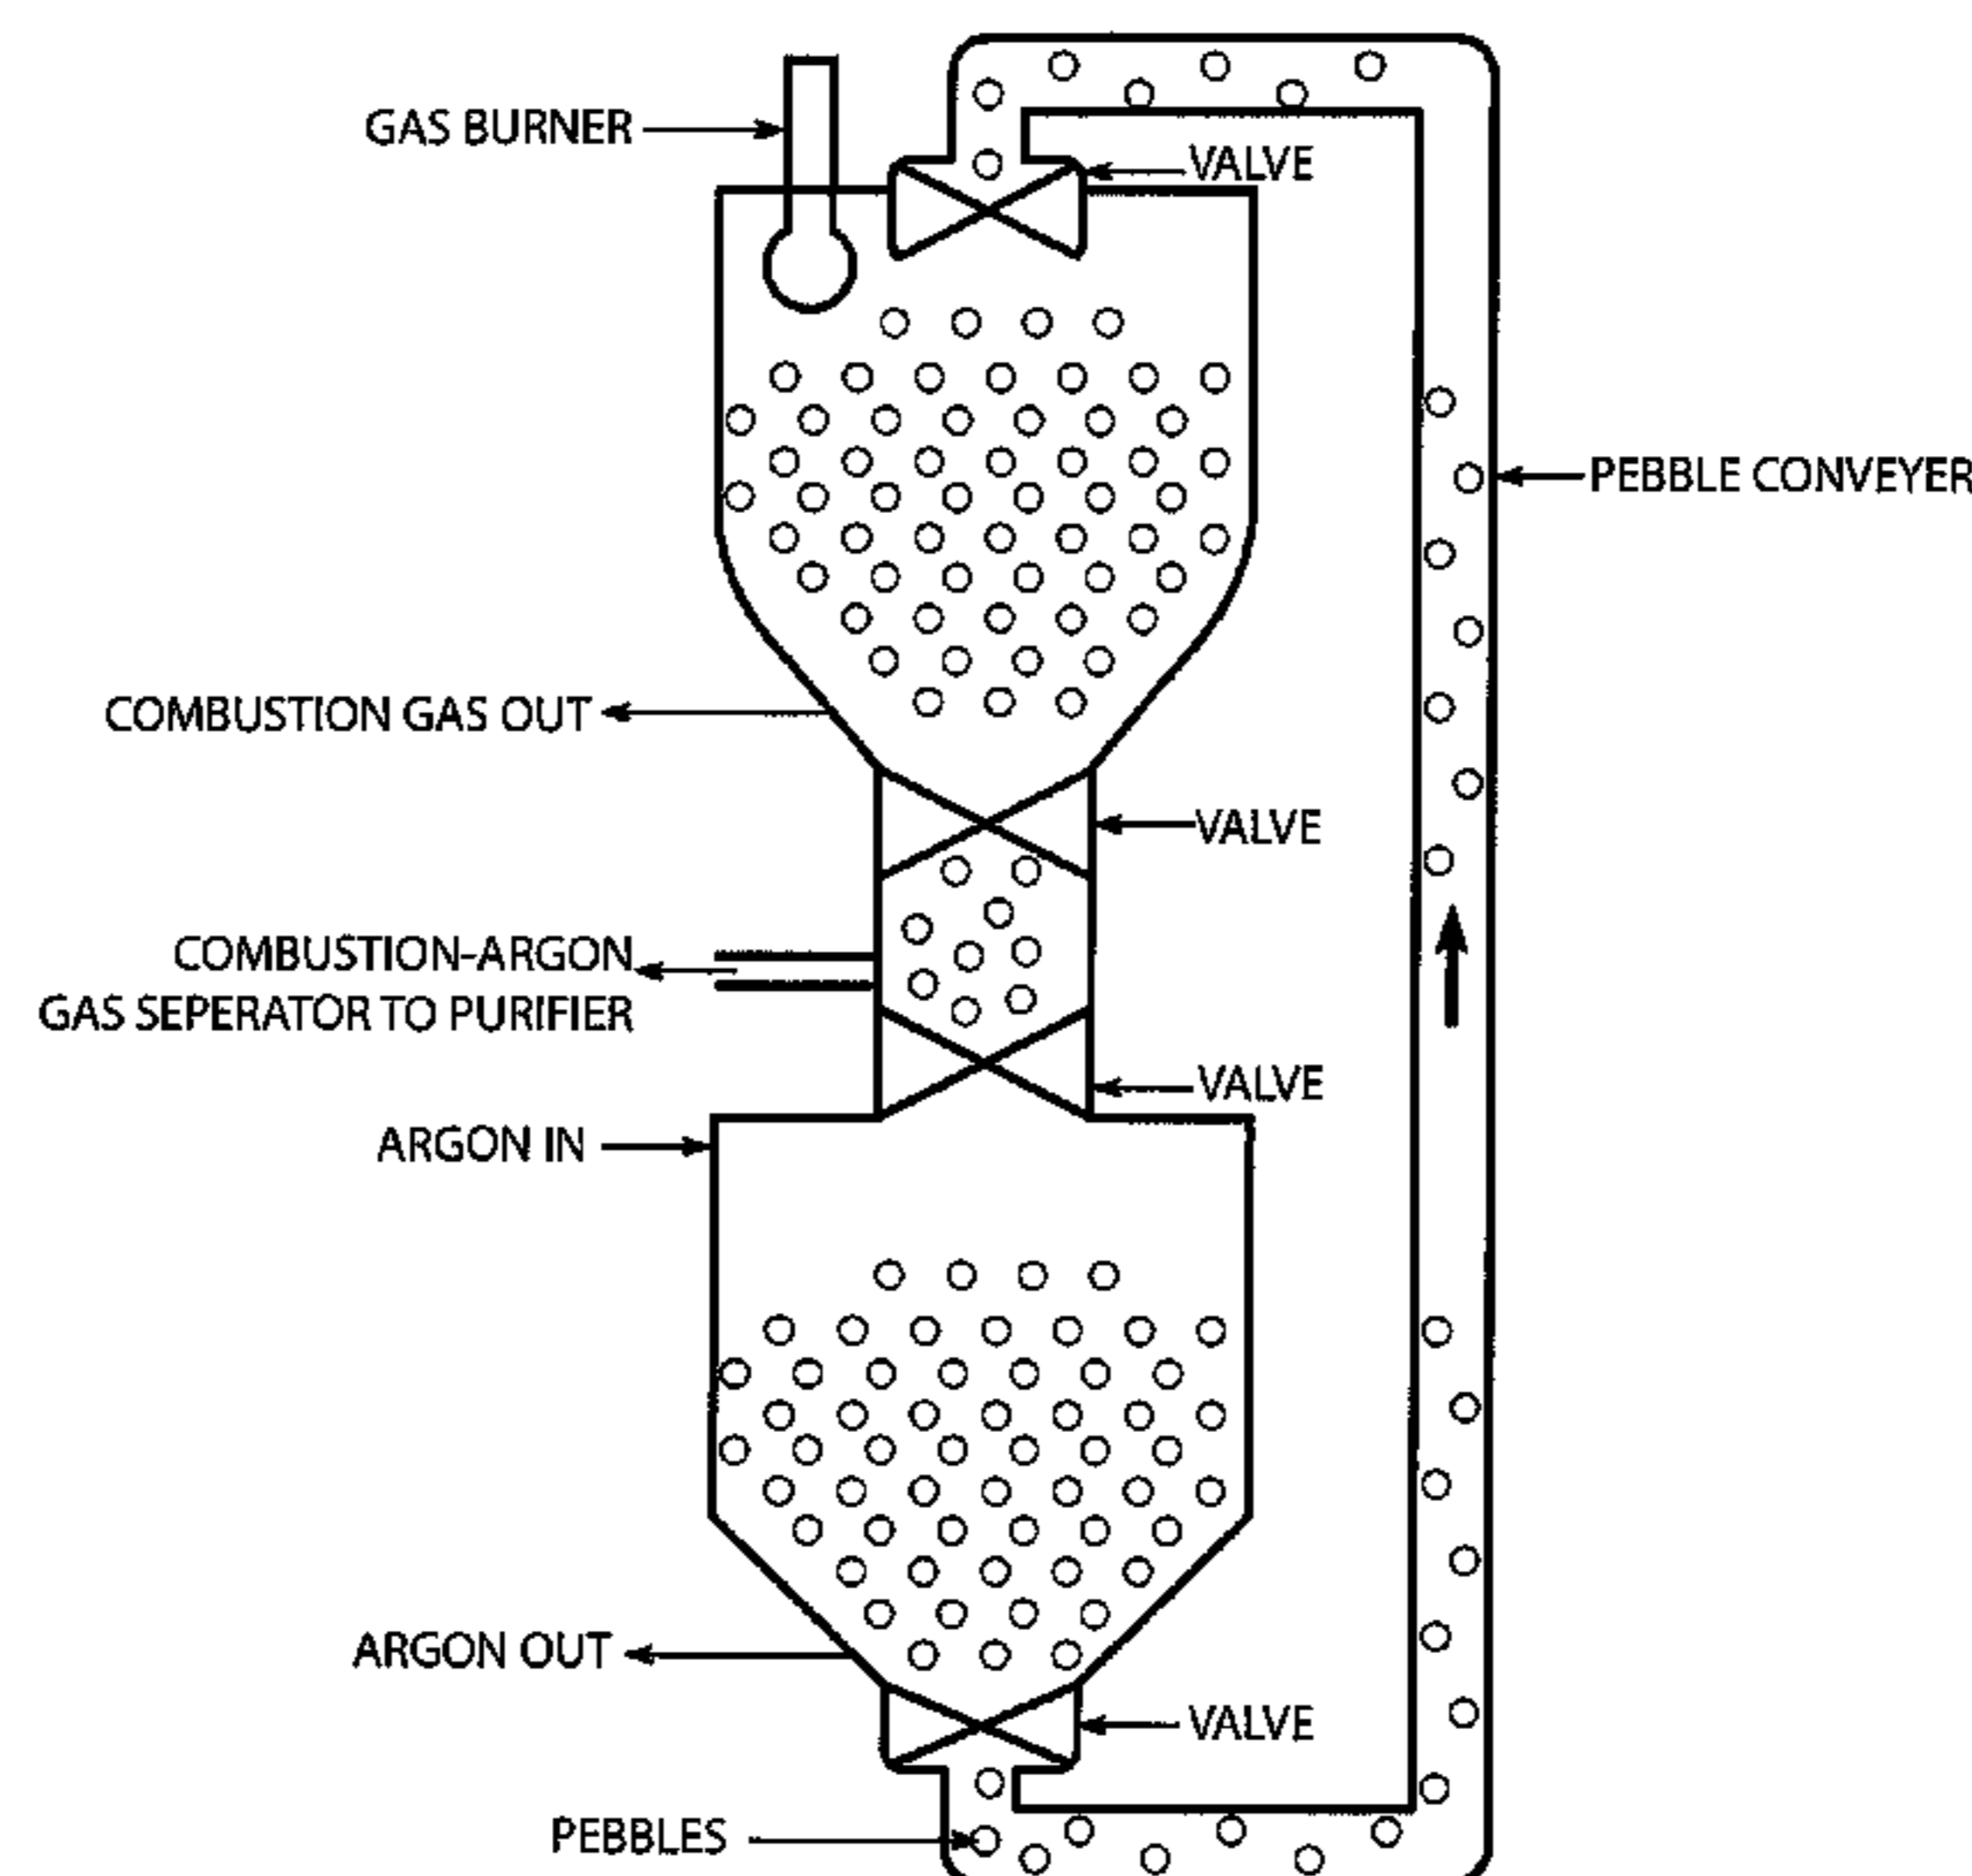 GAS BURNER
VALVE
PEBBLE CONVEYER
COMBUSTION GAS OUT
VALVE
COMBUSTION-ARGON
GAS SEPERATOR TO PURIFIER
VALVE
ARGON IN
ARGON OUT
VALVE
PEBBLES